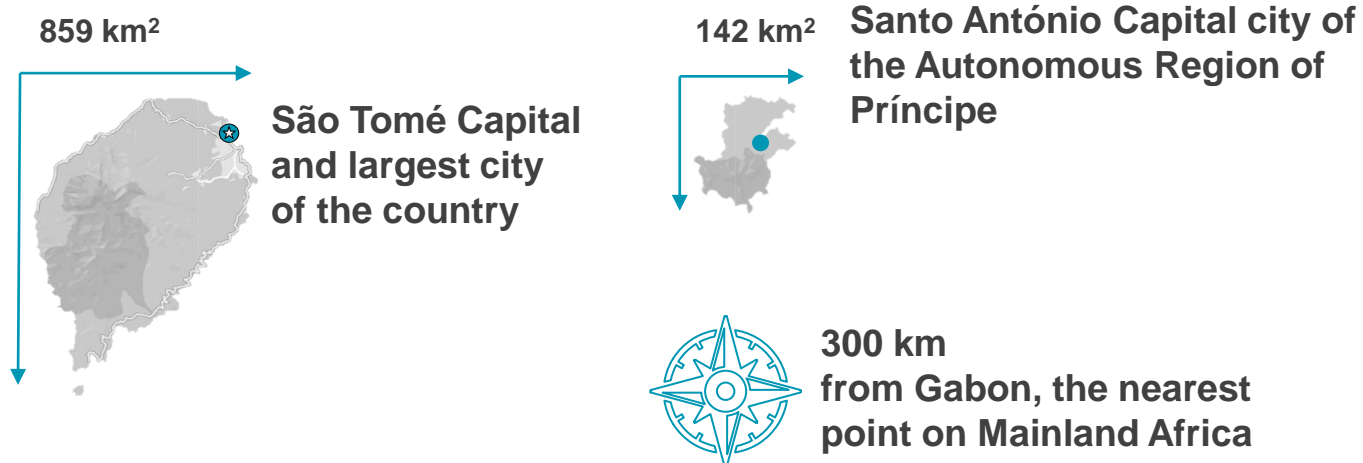 859 km²
São Tomé Capital
and largest city
of the country
142 km²
Santo António Capital city of
the Autonomous Region of
Príncipe
300 km
from Gabon, the nearest
point on Mainland Africa